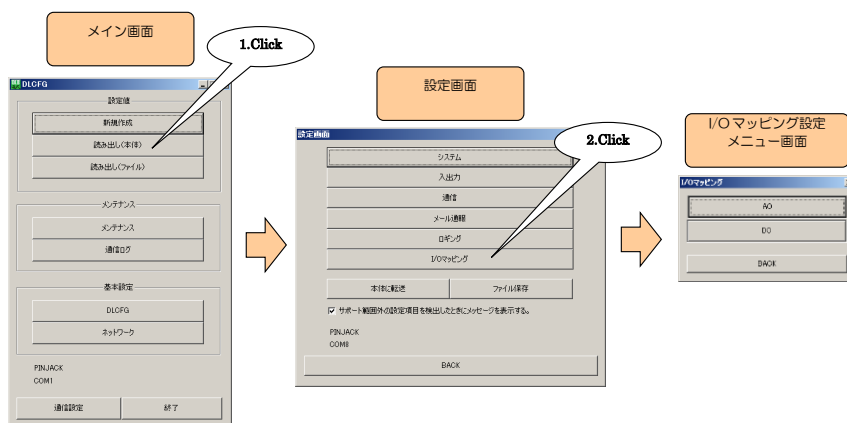 メイン画面
1.Click
DLCFG
設定値
新規作成
読み出し(本体)
読み出し(ファイル)
メンテナンス
メンテナンス
通信ログ
基本設定
DLCFG
ネットワーク
PINJACK
COM1
通信設定
終了
設定画面
2.Click
設定画面
システム
入出力
通信
メール通報
ロギング
I/Oマッピング
本体に転送
ファイル保存
サポート範囲外の設定項目を検出したときにメッセージを表示する。
PINJACK
COM8
BACK
I/Oマッピング設定
メニュー画面
I/Oマッピング
AO
DO
BACK